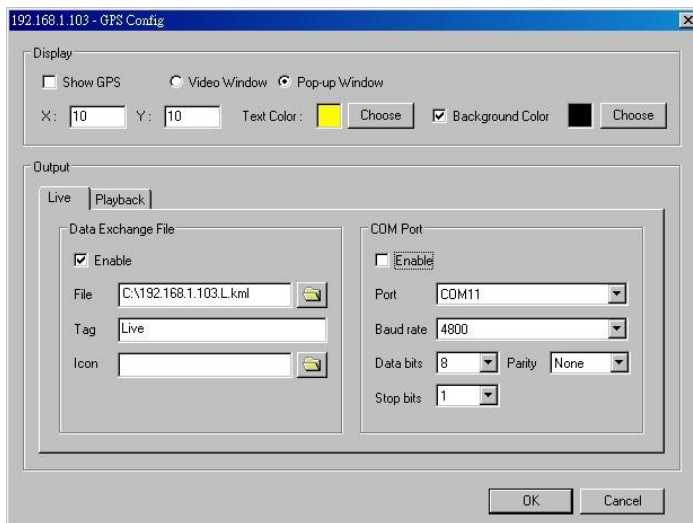 192.168.1.103 - GPS Config
Display
Show GPS Video Window Pop-up Window
X: 10 Y: 10 Text Color: Choose Background Color Choose
Output
Live Playback
Data Exchange File
Enable
File C:\192.168.1.103.L.kml
Tag Live
Icon
COM Port
Enable
Port COM11
Baud rate 4800
Data bits 8 Parity None
Stop bits 1
OK Cancel